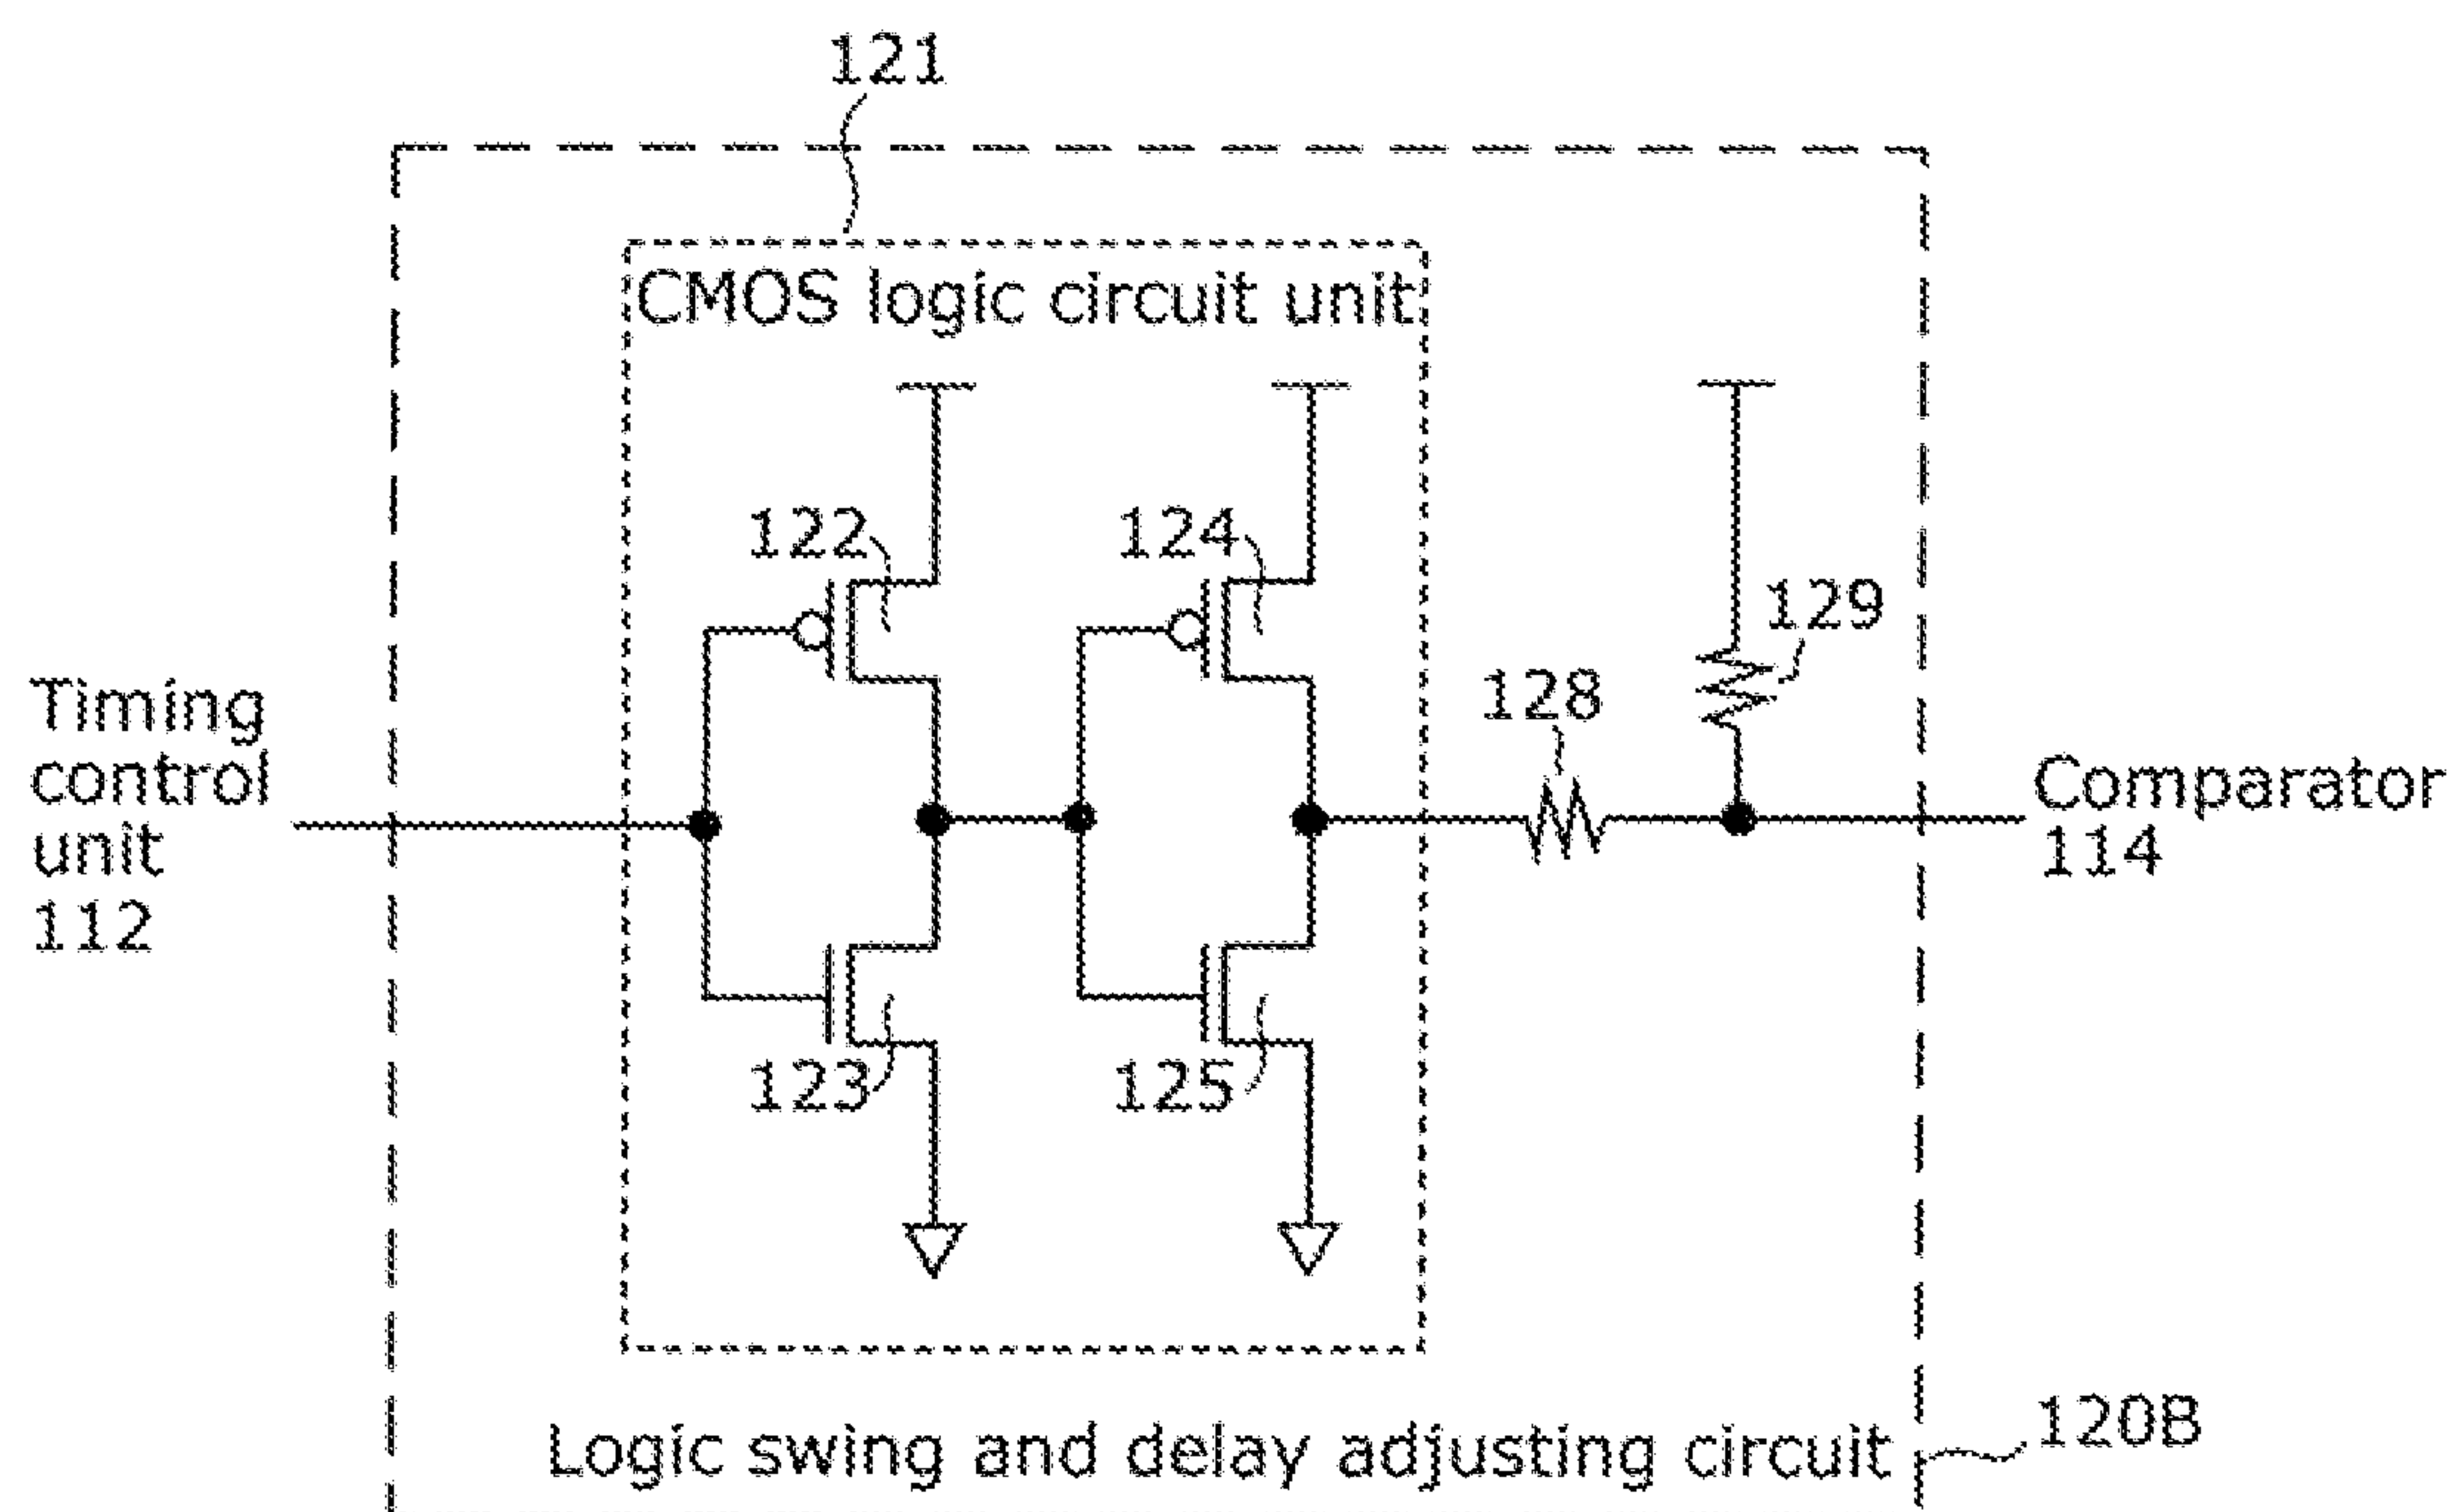 121
CMOS logic circuit unit
122
124
129
128
Timing
control
unit
112
Comparator
114
123
125
Logic swing and delay adjusting circuit
120B